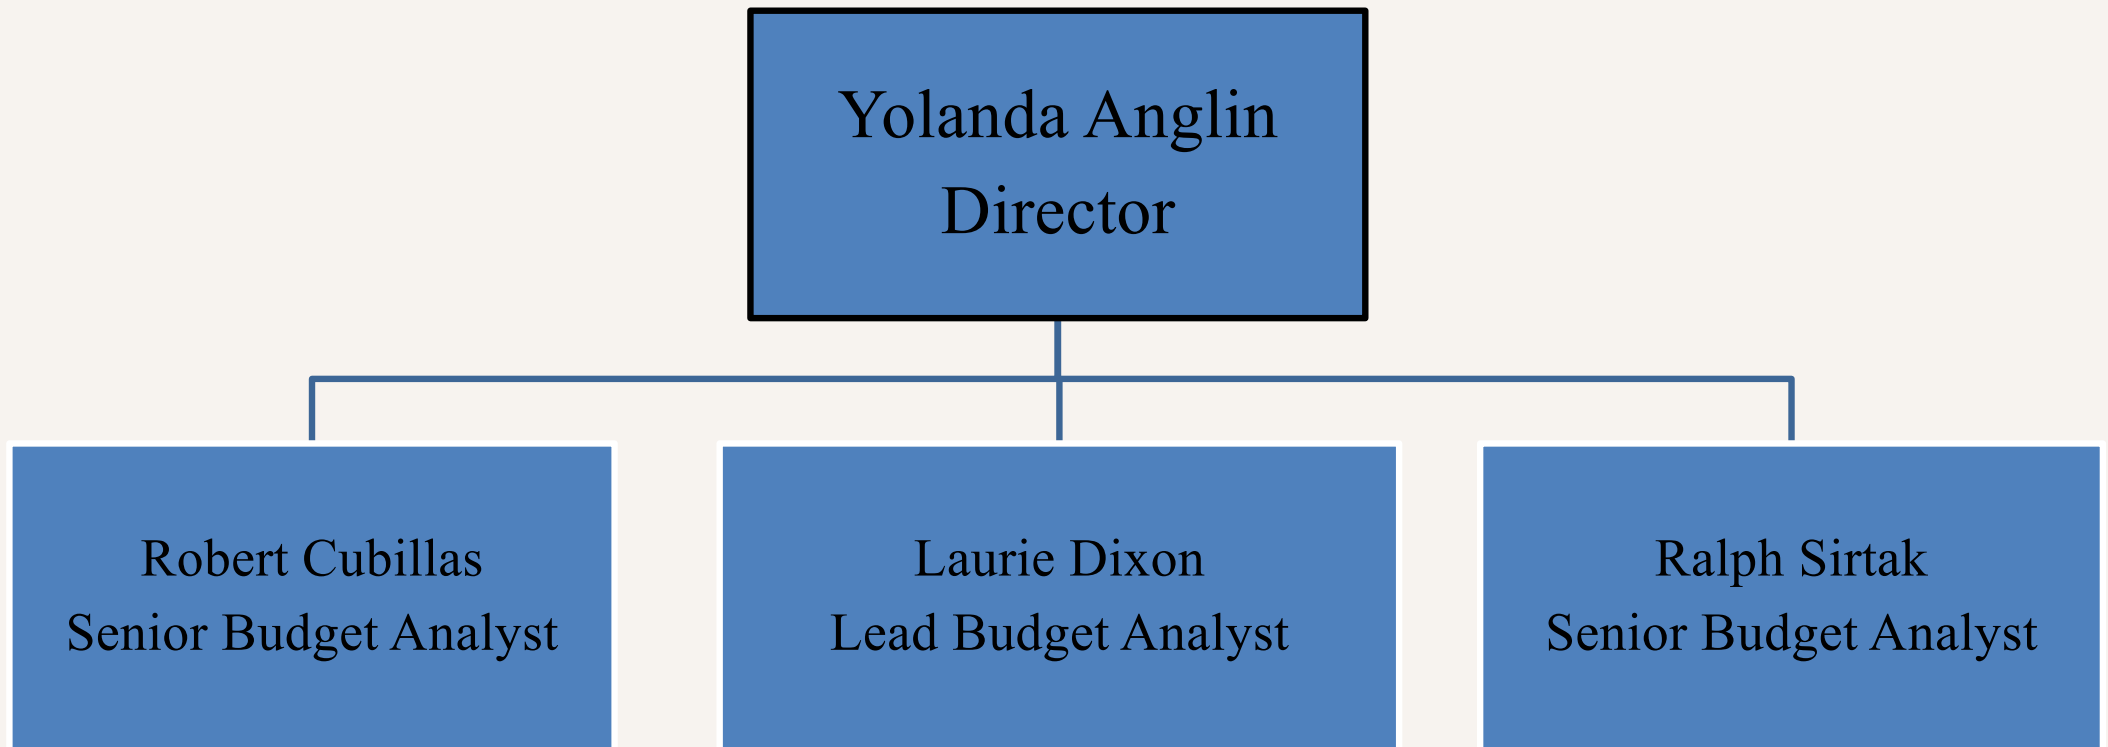 Yolanda Anglin
Director
Robert Cubillas
Senior Budget Analyst
Laurie Dixon
Lead Budget Analyst
Ralph Sirtak
Senior Budget Analyst